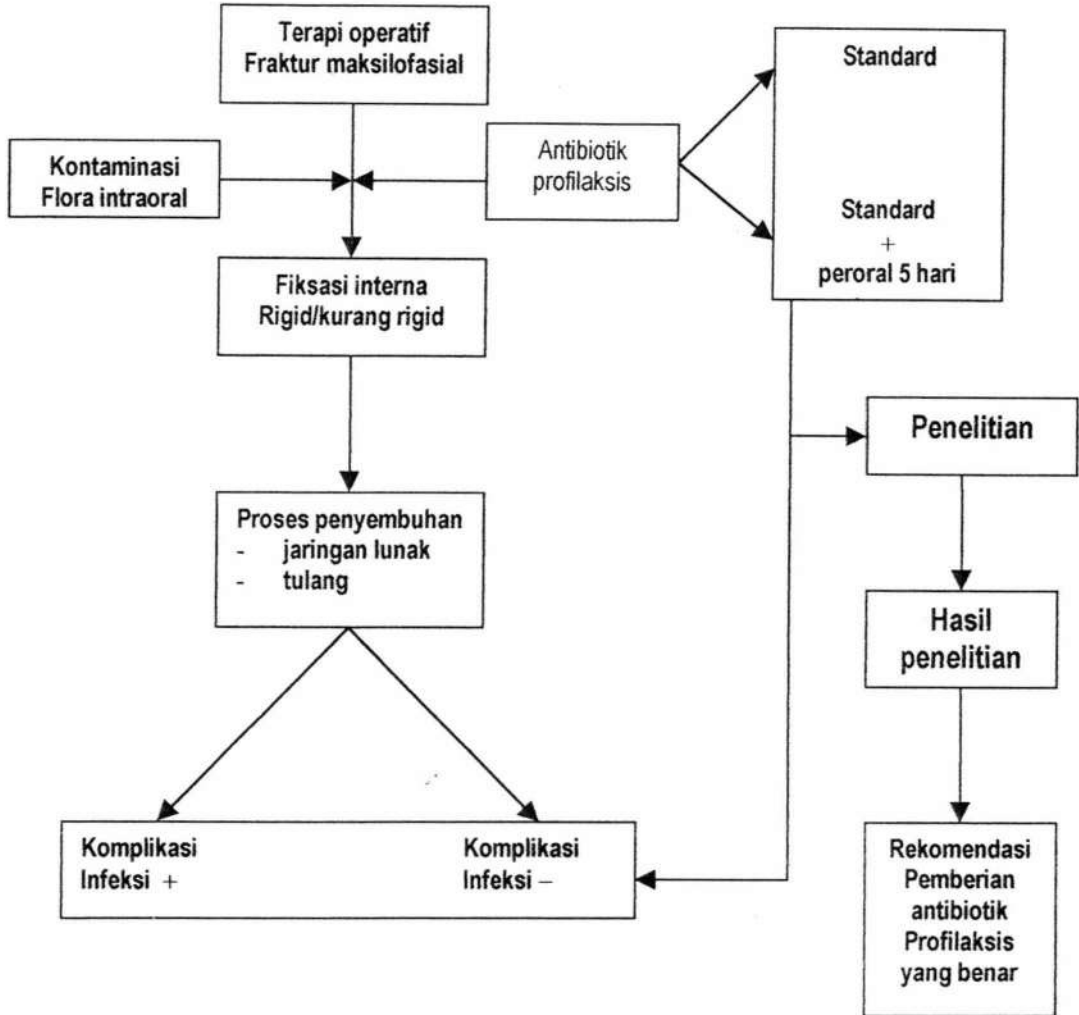 Terapi operatif
Fraktur maksilofasial
Standard
Antibiotik
profilaksis
Kontaminasi
Flora intraoral
Standard
+
peroral 5 hari
Fiksasi interna
Rigid/kurang rigid
Penelitian
Proses penyembuhan
- jaringan lunak
- tulang
Hasil
penelitian
Komplikasi
Infeksi +
Komplikasi
Infeksi –
Rekomendasi
Pemberian
antibiotik
Profilaksis
yang benar